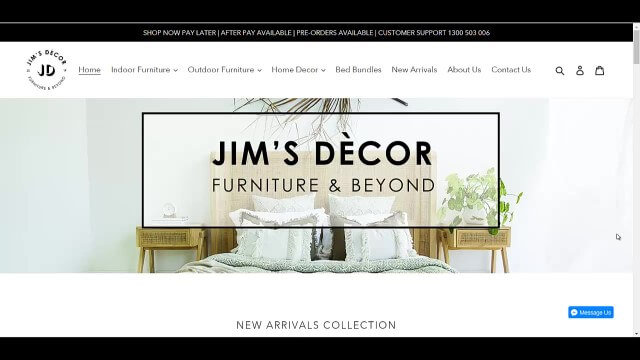 SHOP NOW PAY LATER | AFTER PAY AVAILABLE | PRE-ORDERS AVAILABLE | CUSTOMER SUPPORT 1300 503 006
JIM'S DECOR
JD
FURNITURE & BEYOND
Home
Indoor Furniture
Outdoor Furniture
Home Decor
Bed Bundles
New Arrivals
About Us
Contact Us
JIM'S DÈCOR
FURNITURE & BEYOND
Message Us
NEW ARRIVALS COLLECTION